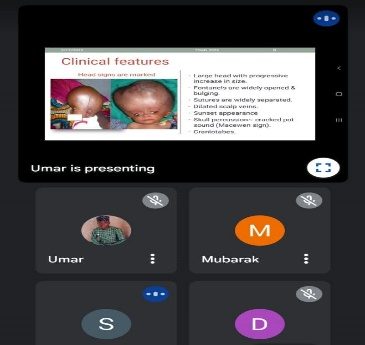 Clinical features
Head signs are marked
- Large head with progressive
increase in size.
- Fontanels are widely opened &
bulging.
- Sutures are widely separated.
- Dilated scalp veins.
- Sunset appearance
- Skull percussion- cracked pot
sound (Macewen sign).
- Craniotabes.
Umar is presenting
Umar
M
Mubarak
S
D